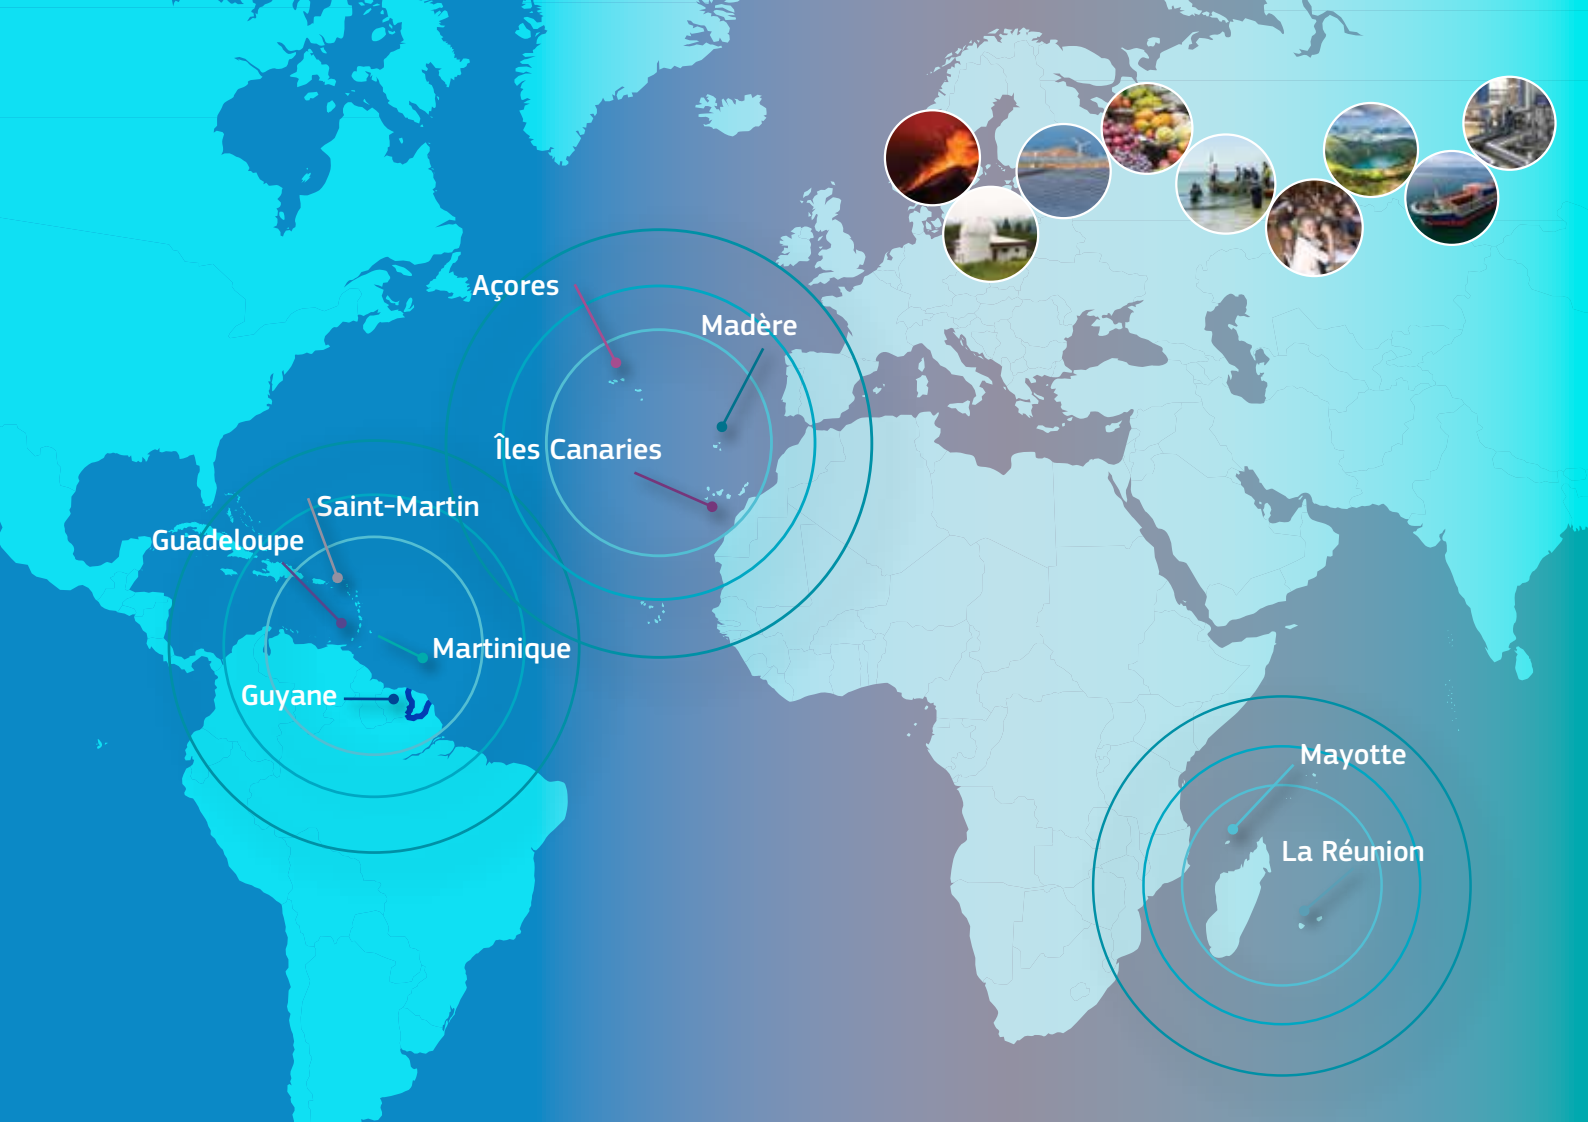 Açores
Madère
Îles Canaries
Saint-Martin
Guadeloupe
Martinique
Guyane
Mayotte
La Réunion